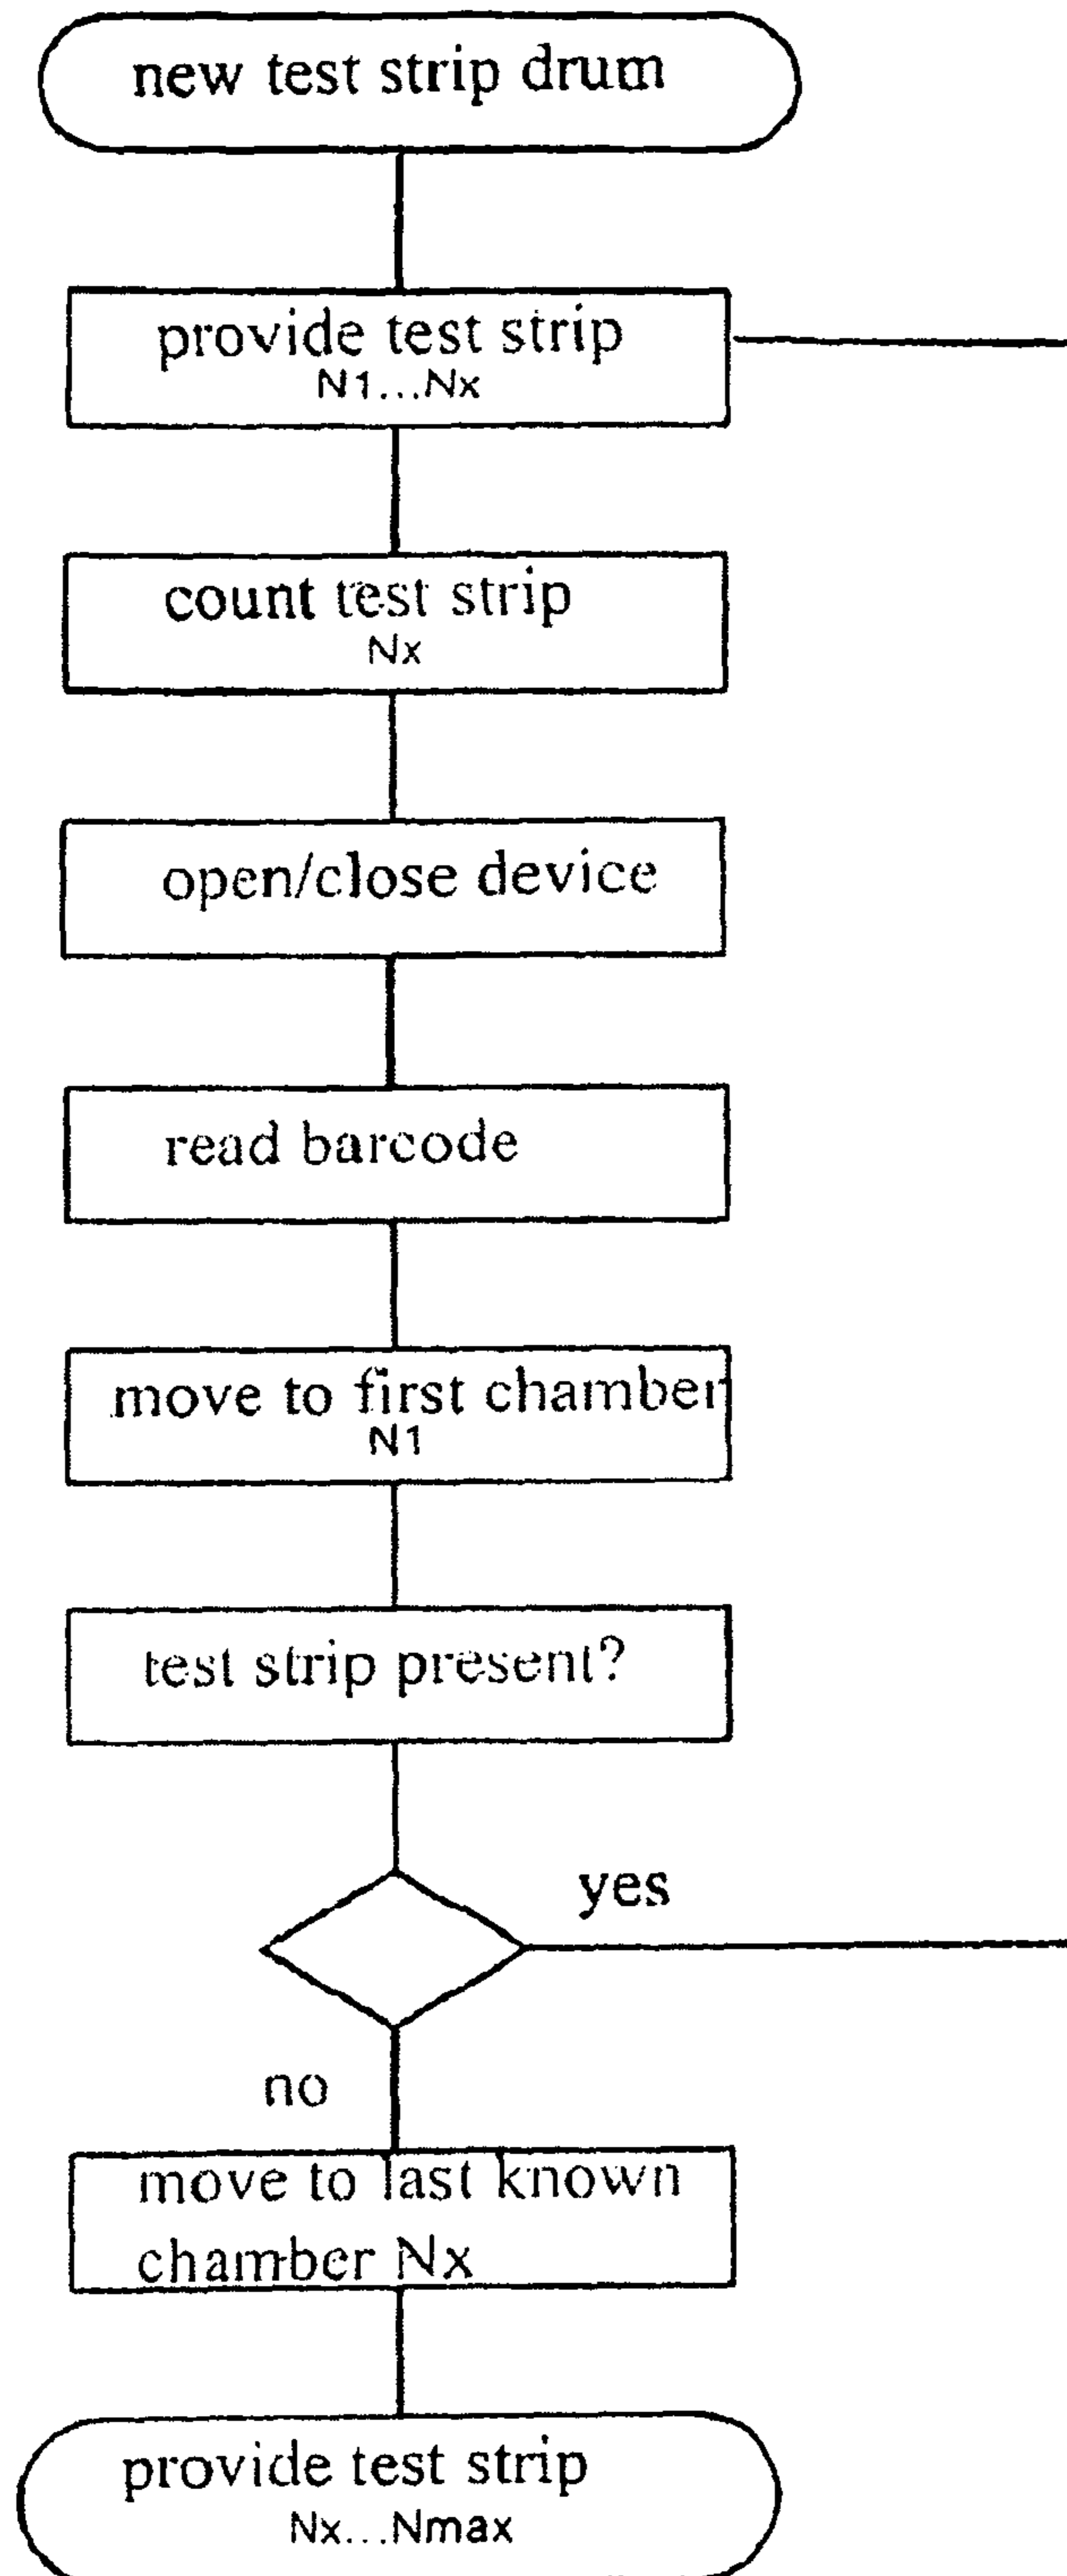 new test strip drum
provide test strip
N1...Nx
count test strip
Nx
open/close device
read barcode
move to first chamber
N1
test strip present?
yes
no
move to last known
chamber Nx
provide test strip
Nx...Nmax